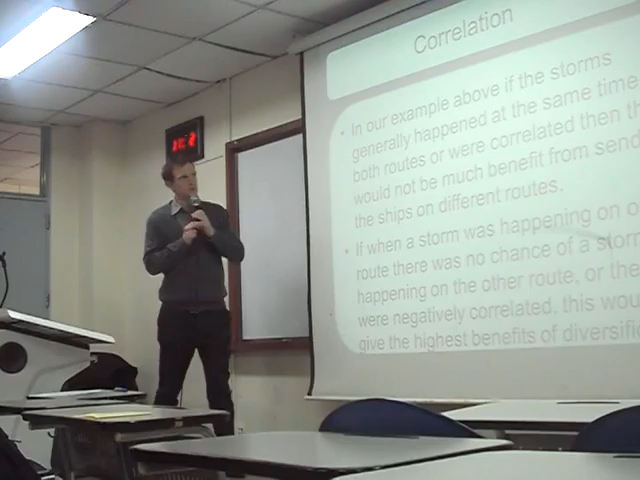 Correlation
• In our example above if the storms
generally happened at the same time
both routes or were correlated then th
would not be much benefit from send
the ships on different routes.
• If when a storm was happening on o
route there was no chance of a storm
happening on the other route, or the
were negatively correlated, this wou
give the highest benefits of diversifi